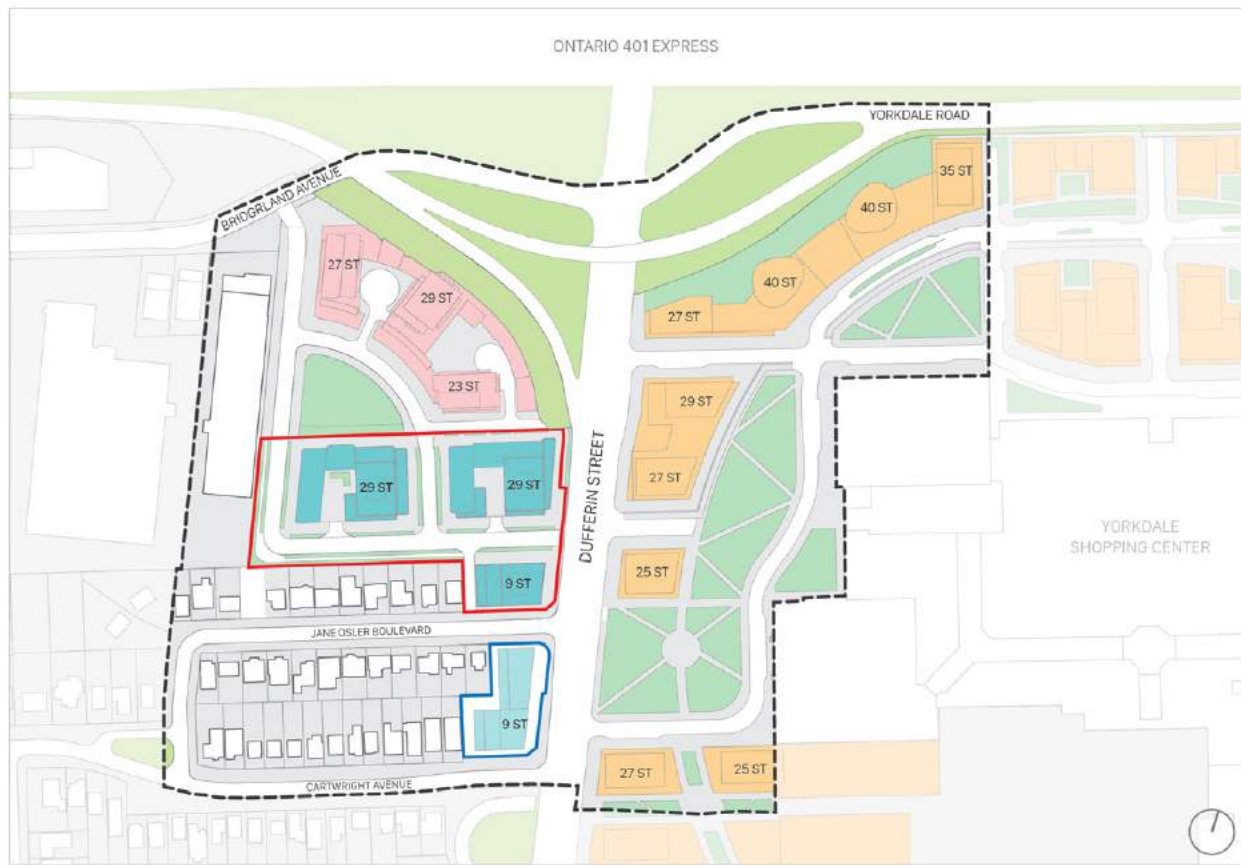 ONTARIO 401 EXPRESS
YORKDALE ROAD
BRIDGRLAND AVENUE
35 ST
40 ST
27 ST
29 ST
40 ST
27 ST
23 ST
29 ST
DUFFERIN STREET
27 ST
29 ST
29 ST
YORKDALE
SHOPPING CENTER
25 ST
9 ST
JANE OSLER BOULEVARD
9 ST
27 ST
25 ST
CARTWRIGHT AVENUE